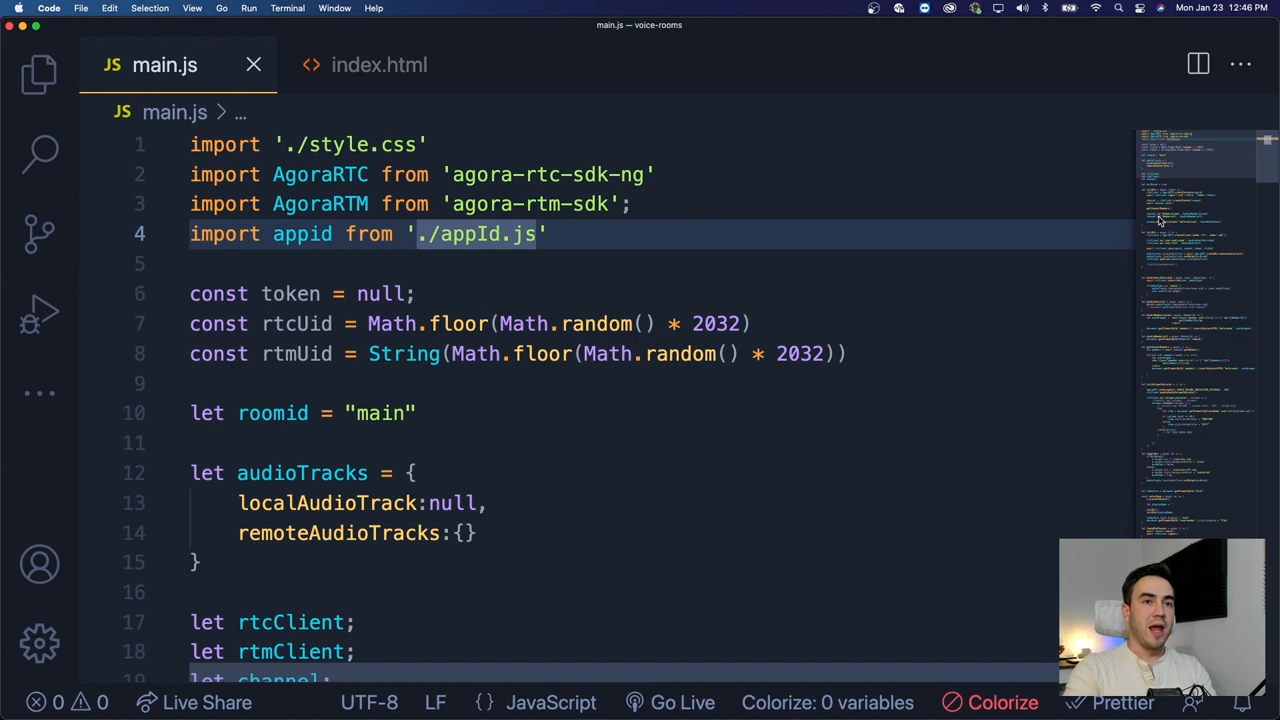 Code File Edit Selection View Go Run Terminal Window Help Mon Jan 23 12:46 PM
main.js — voice-rooms
JS main.js index.html
JS main.js > ...
1 import './style.css'
2 import AgoraRTC from 'agora-rtc-sdk-ng'
3 import AgoraRTM from 'agora-rtm-sdk';
4 import appid from './appId.js'
5
6 const token = null;
7 const rtcUid = Math.floor(Math.random() * 2032)
8 const rtmUid = String(Math.floor(Math.random() * 2032))
9
10 let roomid = "main"
11
12 let audioTracks = {
13 localAudioTrack:null,
14 remoteAudioTracks:{}
15 }
16
17 let rtcClient;
18 let rtmClient;
19 let channel;
0 0 Live Share UTF-8 LF {} JavaScript Go Live Colorize: 0 variables Colorize Prettier